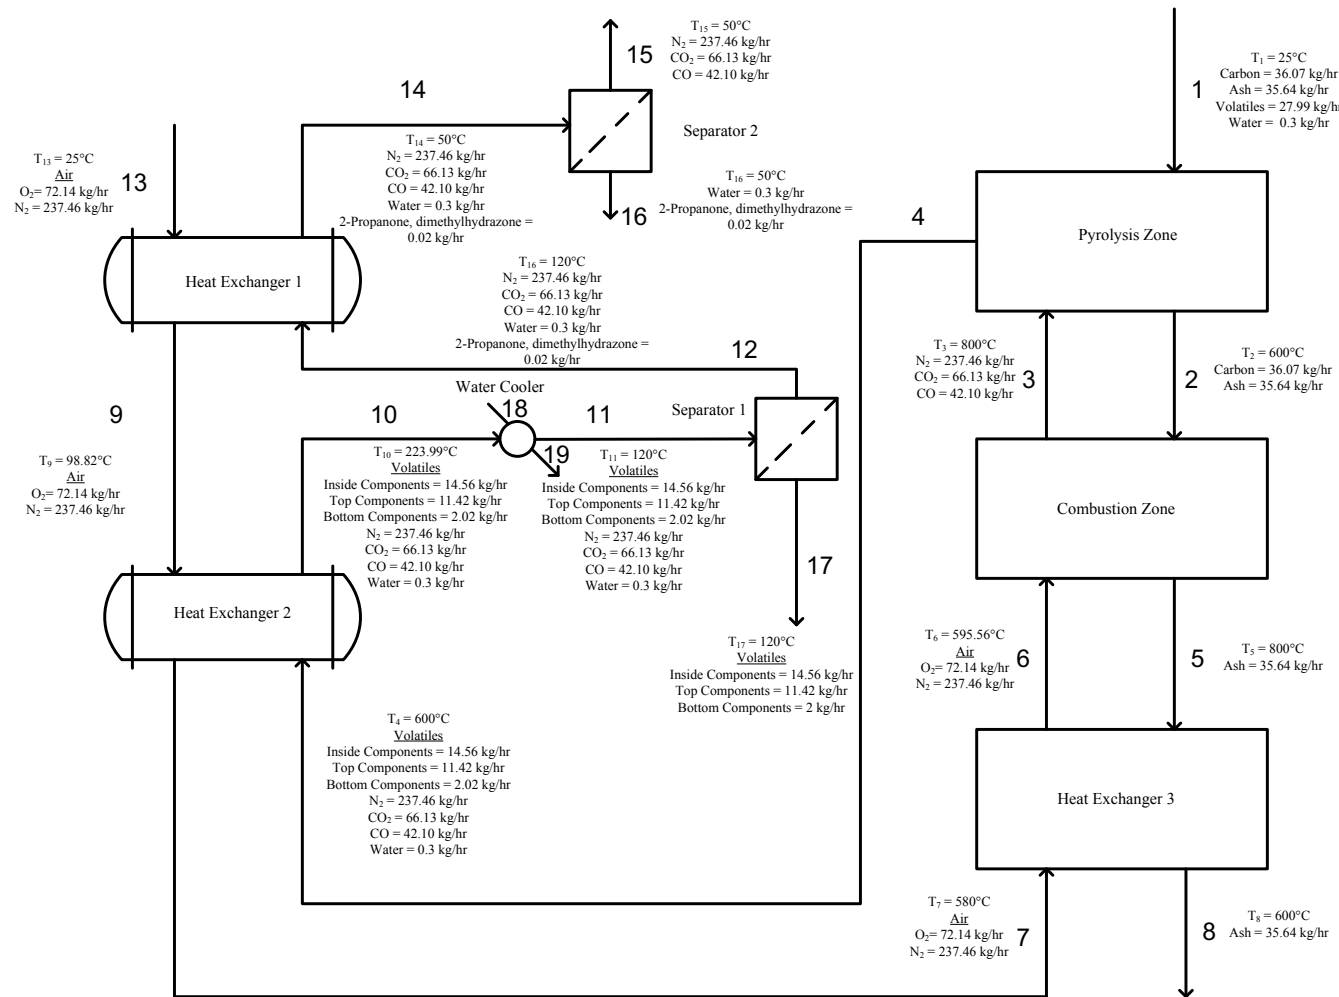 T₁₅ = 50°C
N₂ = 237.46 kg/hr
CO₂ = 66.13 kg/hr
CO = 42.10 kg/hr
15
14
T₁ = 25°C
Carbon = 36.07 kg/hr
Ash = 35.64 kg/hr
Volatiles = 27.99 kg/hr
Water = 0.3 kg/hr
1
Separator 2
T₁₄ = 50°C
N₂ = 237.46 kg/hr
CO₂ = 66.13 kg/hr
CO = 42.10 kg/hr
Water = 0.3 kg/hr
2-Propanone, dimethylhydrazone =
0.02 kg/hr
T₁₃ = 25°C
Air
O₂= 72.14 kg/hr
N₂ = 237.46 kg/hr
13
T₁₆ = 50°C
Water = 0.3 kg/hr
2-Propanone, dimethylhydrazone =
0.02 kg/hr
16
4
Pyrolysis Zone
Heat Exchanger 1
T₁₆ = 120°C
N₂ = 237.46 kg/hr
CO₂ = 66.13 kg/hr
CO = 42.10 kg/hr
Water = 0.3 kg/hr
2-Propanone, dimethylhydrazone =
0.02 kg/hr
12
T₃ = 800°C
N₂ = 237.46 kg/hr
CO₂ = 66.13 kg/hr
CO = 42.10 kg/hr
3
2
T₂ = 600°C
Carbon = 36.07 kg/hr
Ash = 35.64 kg/hr
Water Cooler
18
Separator 1
9
10
11
19
T₉ = 98.82°C
Air
O₂= 72.14 kg/hr
N₂ = 237.46 kg/hr
T₁₀ = 223.99°C
Volatiles
Inside Components = 14.56 kg/hr
Top Components = 11.42 kg/hr
Bottom Components = 2.02 kg/hr
N₂ = 237.46 kg/hr
CO₂ = 66.13 kg/hr
CO = 42.10 kg/hr
Water = 0.3 kg/hr
T₁₁ = 120°C
Volatiles
Inside Components = 14.56 kg/hr
Top Components = 11.42 kg/hr
Bottom Components = 2.02 kg/hr
N₂ = 237.46 kg/hr
CO₂ = 66.13 kg/hr
CO = 42.10 kg/hr
Water = 0.3 kg/hr
Combustion Zone
17
Heat Exchanger 2
T₁₇ = 120°C
Volatiles
Inside Components = 14.56 kg/hr
Top Components = 11.42 kg/hr
Bottom Components = 2 kg/hr
T₆ = 595.56°C
Air
O₂= 72.14 kg/hr
N₂ = 237.46 kg/hr
6
5
T₅ = 800°C
Ash = 35.64 kg/hr
T₄ = 600°C
Volatiles
Inside Components = 14.56 kg/hr
Top Components = 11.42 kg/hr
Bottom Components = 2.02 kg/hr
N₂ = 237.46 kg/hr
CO₂ = 66.13 kg/hr
CO = 42.10 kg/hr
Water = 0.3 kg/hr
Heat Exchanger 3
T₇ = 580°C
Air
O₂= 72.14 kg/hr
N₂ = 237.46 kg/hr
7
8
T₈ = 600°C
Ash = 35.64 kg/hr